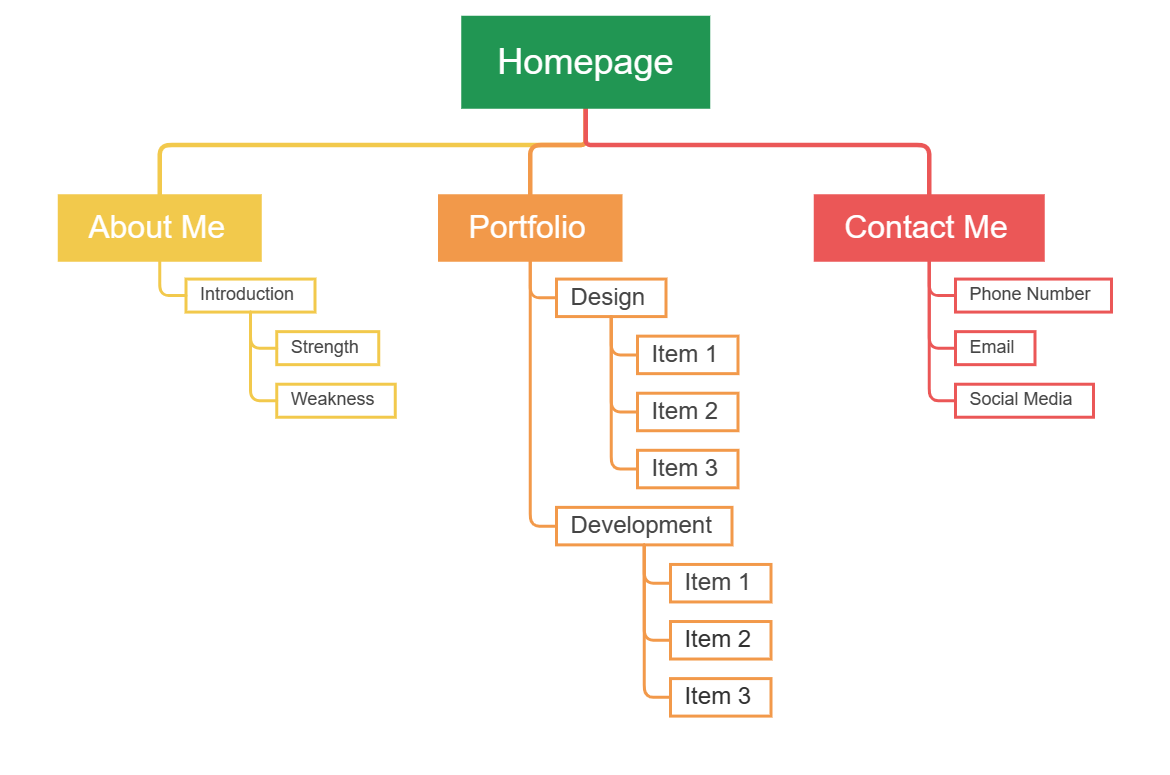 Homepage
About Me
Portfolio
Contact Me
Introduction
Strength
Weakness
Design
Item 1
Item 2
Item 3
Development
Item 1
Item 2
Item 3
Phone Number
Email
Social Media